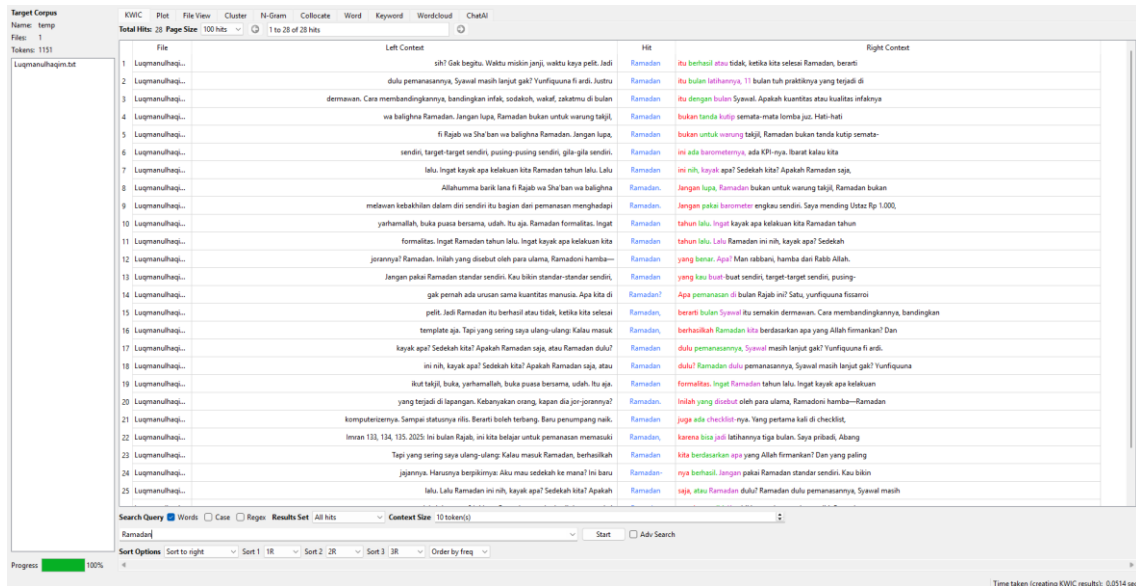 Target Corpus
Name: temp
Files: 1
Tokens: 1151
Luqmanulhaqim.txt
Progress 100%
KWIC Plot File View Cluster N-Gram Collocate Word Keyword Wordcloud ChatAI
Total Hits: 28 Page Size 100 hits 1 to 28 of 28 hits
File Left Context Hit Right Context
1 Luqmanulhaqi... sih? Gak begitu. Waktu miskin janji, waktu kaya pelit. Jadi Ramadan itu berhasil atau tidak, ketika kita selesai Ramadan, berarti
2 Luqmanulhaqi... dulu pemanasannya, Syawal masih lanjut gak? Yunfiquuna fi ardi. Justru Ramadan itu bulan latihannya, 11 bulan tuh praktiknya yang terjadi di
3 Luqmanulhaqi... dermawan. Cara membandingkannya, bandingkan infak, sodakoh, wakaf, zakatmu di bulan Ramadan itu dengan bulan Syawal. Apakah kuantitas atau kualitas infaknya
4 Luqmanulhaqi... wa balighna Ramadan. Jangan lupa, Ramadan bukan untuk warung takjil, Ramadan bukan tanda kutip semata-mata lomba juz. Hati-hati
5 Luqmanulhaqi... fi Rajab wa Sha'ban wa balighna Ramadan. Jangan lupa, Ramadan bukan untuk warung takjil, Ramadan bukan tanda kutip semata-
6 Luqmanulhaqi... sendiri, target-target sendiri, pusing-pusing sendiri, gila-gila sendiri. Ramadan ini ada barometernya, ada KPI-nya. Ibarat kalau kita
7 Luqmanulhaqi... lalu. Ingat kayak apa kelakuan kita Ramadan tahun lalu. Lalu Ramadan ini nih, kayak apa? Sedekah kita? Apakah Ramadan saja,
8 Luqmanulhaqi... Allahumma barik lana fi Rajab wa Sha'ban wa balighna Ramadan. Jangan lupa, Ramadan bukan untuk warung takjil, Ramadan bukan
9 Luqmanulhaqi... melawan kebakhilan dalam diri sendiri itu bagian dari pemanasan menghadapi Ramadan. Jangan pakai barometer engkau sendiri. Saya mending Ustaz Rp 1.000,
10 Luqmanulhaqi... yarhamallah, buka puasa bersama, udah. Itu aja. Ramadan formalitas. Ingat Ramadan tahun lalu. Ingat kayak apa kelakuan kita Ramadan tahun
11 Luqmanulhaqi... formalitas. Ingat Ramadan tahun lalu. Ingat kayak apa kelakuan kita Ramadan tahun lalu. Lalu Ramadan ini nih, kayak apa? Sedekah
12 Luqmanulhaqi... jorannya? Ramadan. Inilah yang disebut oleh para ulama, Ramadoni hamba— Ramadan yang benar. Apa? Man rabbani, hamba dari Rabb Allah.
13 Luqmanulhaqi... Jangan pakai Ramadan standar sendiri. Kau bikin standar-standar sendiri, Ramadan yang kau buat-buat sendiri, target-target sendiri, pusing-
14 Luqmanulhaqi... gak pernah ada urusan sama kuantitas manusia. Apa kita di Ramadan? Apa pemanasan di bulan Rajab ini? Satu, yunfiquuna fissarroi
15 Luqmanulhaqi... pelit. Jadi Ramadan itu berhasil atau tidak, ketika kita selesai Ramadan, berarti bulan Syawal itu semakin dermawan. Cara membandingkannya, bandingkan
16 Luqmanulhaqi... template aja. Tapi yang sering saya ulang-ulang: Kalau masuk Ramadan, berhasilkah Ramadan kita berdasarkan apa yang Allah firmankan? Dan
17 Luqmanulhaqi... kayak apa? Sedekah kita? Apakah Ramadan saja, atau Ramadan dulu? Ramadan dulu pemanasannya, Syawal masih lanjut gak? Yunfiquuna fi ardi.
18 Luqmanulhaqi... ini nih, kayak apa? Sedekah kita? Apakah Ramadan saja, atau Ramadan dulu? Ramadan dulu pemanasannya, Syawal masih lanjut gak? Yunfiquuna
19 Luqmanulhaqi... ikut takjil, buka, yarhamallah, buka puasa bersama, udah. Itu aja. Ramadan formalitas. Ingat Ramadan tahun lalu. Ingat kayak apa kelakuan
20 Luqmanulhaqi... yang terjadi di lapangan. Kebanyakan orang, kapan dia jor-jorannya? Ramadan. Inilah yang disebut oleh para ulama, Ramadoni hamba—Ramadan
21 Luqmanulhaqi... komputerizernya. Sampai statusnya rilis. Berarti boleh terbang. Baru penumpang naik. Ramadan juga ada checklist-nya. Yang pertama kali di checklist,
22 Luqmanulhaqi... Imran 133, 134, 135. 2025: Ini bulan Rajab, ini kita belajar untuk pemanasan memasuki Ramadan, karena bisa jadi latihannya tiga bulan. Saya pribadi, Abang
23 Luqmanulhaqi... Tapi yang sering saya ulang-ulang: Kalau masuk Ramadan, berhasilkah Ramadan kita berdasarkan apa yang Allah firmankan? Dan yang paling
24 Luqmanulhaqi... jajannya. Harusnya berpikirnya: Aku mau sedekah ke mana? Ini baru Ramadan- nya berhasil. Jangan pakai Ramadan standar sendiri. Kau bikin
25 Luqmanulhaqi... lalu. Lalu Ramadan ini nih, kayak apa? Sedekah kita? Apakah Ramadan saja, atau Ramadan dulu? Ramadan dulu pemanasannya, Syawal masih
Search Query Words Case Regex Results Set All hits Context Size 10 token(s)
Ramadan Start Adv Search
Sort Options Sort to right Sort 1 1R Sort 2 2R Sort 3 3R Order by freq
Time taken (creating KWIC results): 0.0514 sec